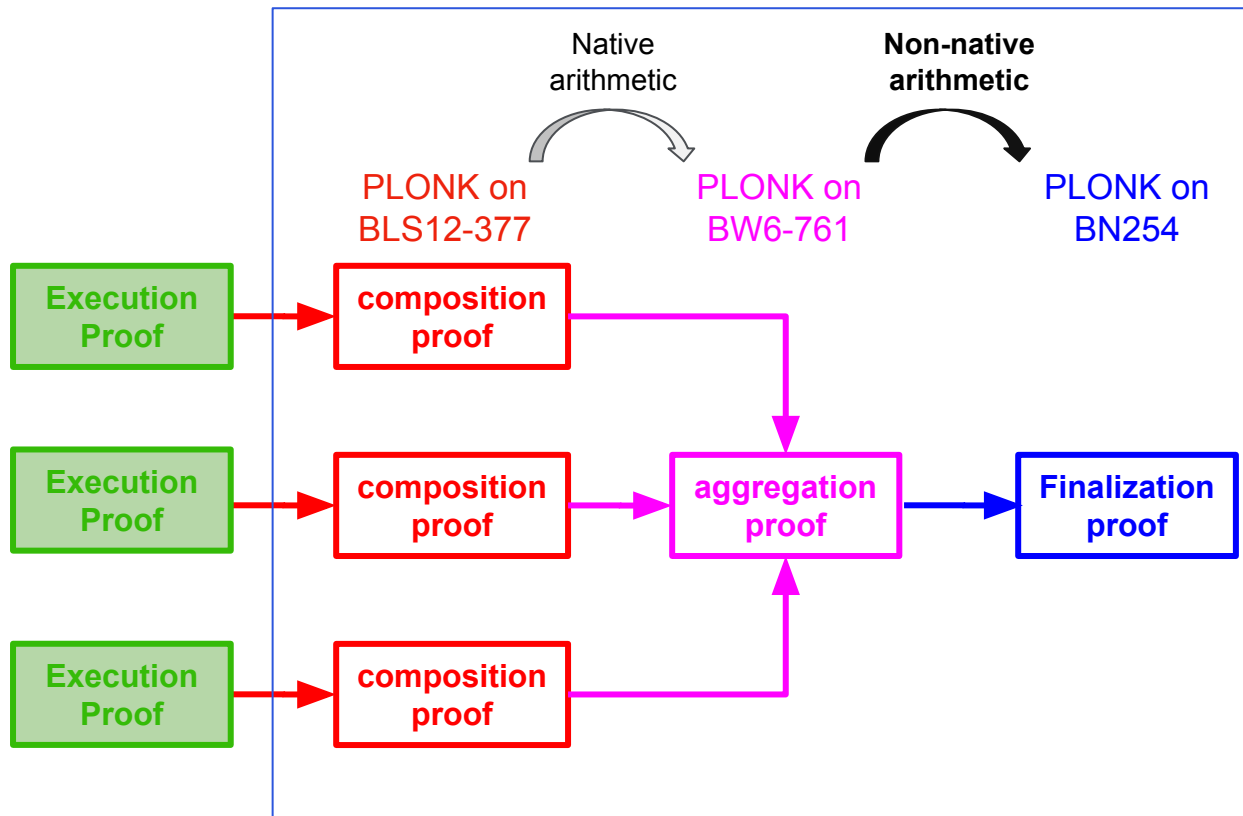 Native
arithmetic
Non-native
arithmetic
PLONK on
BLS12-377
PLONK on
BW6-761
PLONK on
BN254
Execution
Proof
composition
proof
Execution
Proof
composition
proof
aggregation
proof
Finalization
proof
Execution
Proof
composition
proof